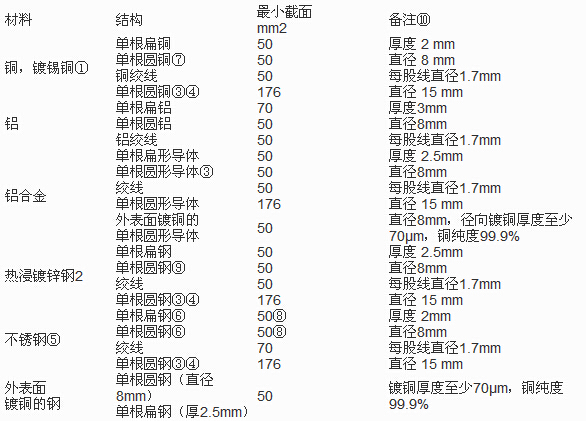 材料 结构 最小截面 mm2 备注⑩
铜，镀锡铜① 单根扁铜 50 厚度 2 mm
单根圆铜⑦ 50 直径 8 mm
铜绞线 50 每股线直径1.7mm
单根圆铜③④ 176 直径 15 mm
铝 单根扁铝 70 厚度3mm
单根圆铝 50 直径8mm
铝绞线 50 每股线直径1.7mm
铝合金 单根扁形导体 50 厚度 2.5mm
单根圆形导体③ 50 直径8mm
绞线 50 每股线直径1.7mm
单根圆形导体 176 直径 15 mm
外表面镀铜的 单根圆形导体 50 直径8mm，径向镀铜厚度至少 70μm，铜纯度99.9%
热浸镀锌钢2 单根扁钢 50 厚度 2.5mm
单根圆钢⑨ 50 直径8mm
绞线 50 每股线直径1.7mm
单根圆钢③④ 176 直径 15 mm
不锈钢⑤ 单根扁钢⑥ 50⑧ 厚度 2mm
单根圆钢⑥ 50⑧ 直径8mm
绞线 70 每股线直径1.7mm
单根圆钢③④ 176 直径 15 mm
外表面 镀铜的钢 单根圆钢（直径 8mm） 50 镀铜厚度至少70μm，铜纯度 99.9%
单根扁钢（厚2.5mm）